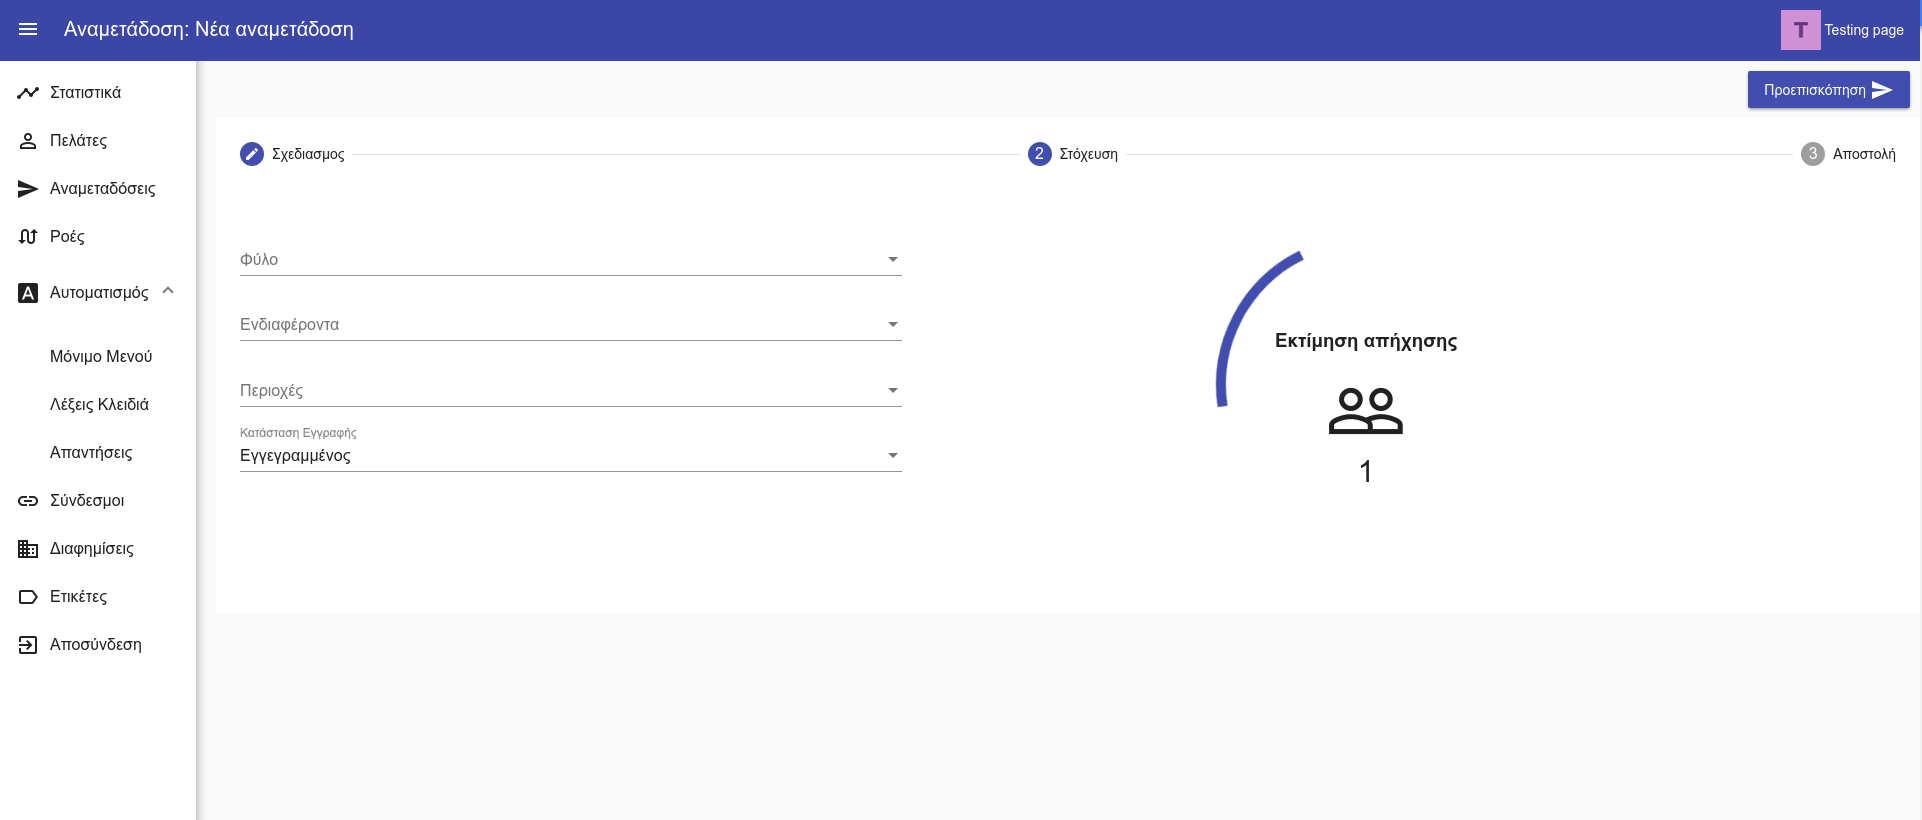 Αναμετάδοση: Νέα αναμετάδοση
T Testing page
Προεπισκόπηση
Στατιστικά
Πελάτες
Αναμεταδόσεις
Ροές
A Αυτοματισμός
Μόνιμο Μενού
Λέξεις Κλειδιά
Απαντήσεις
Σύνδεσμοι
Διαφημίσεις
Ετικέτες
Αποσύνδεση
Σχεδιασμος
2 Στόχευση
3 Αποστολή
Φύλο
Ενδιαφέροντα
Περιοχές
Κατάσταση Εγγραφής
Εγγεγραμμένος
Εκτίμηση απήχησης
1